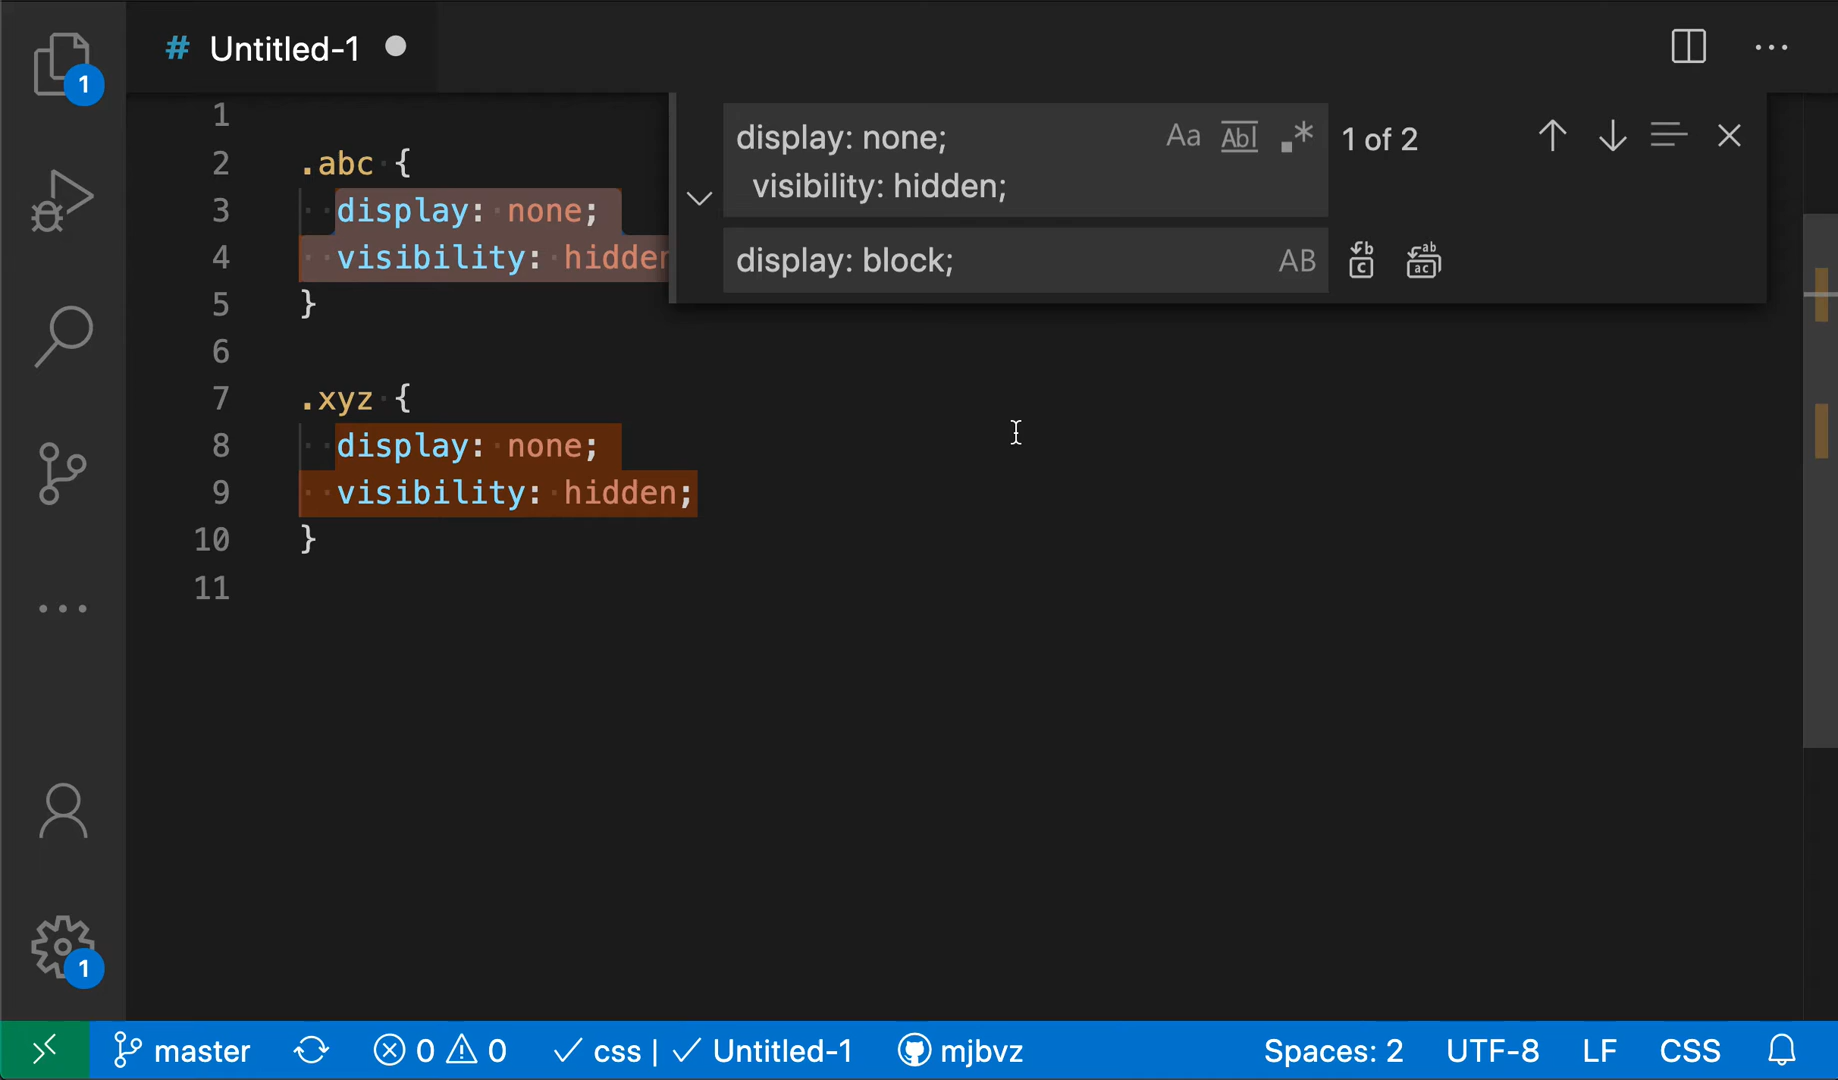 # Untitled-1
1
2 .abc {
3 display: none;
4 visibility: hidden
5 }
6
7 .xyz {
8 display: none;
9 visibility: hidden;
10 }
11
display: none;
visibility: hidden;
Aa Abl .* 1 of 2
display: block;
AB
1
1
master 0 0 css | Untitled-1 mjbvz Spaces: 2 UTF-8 LF CSS